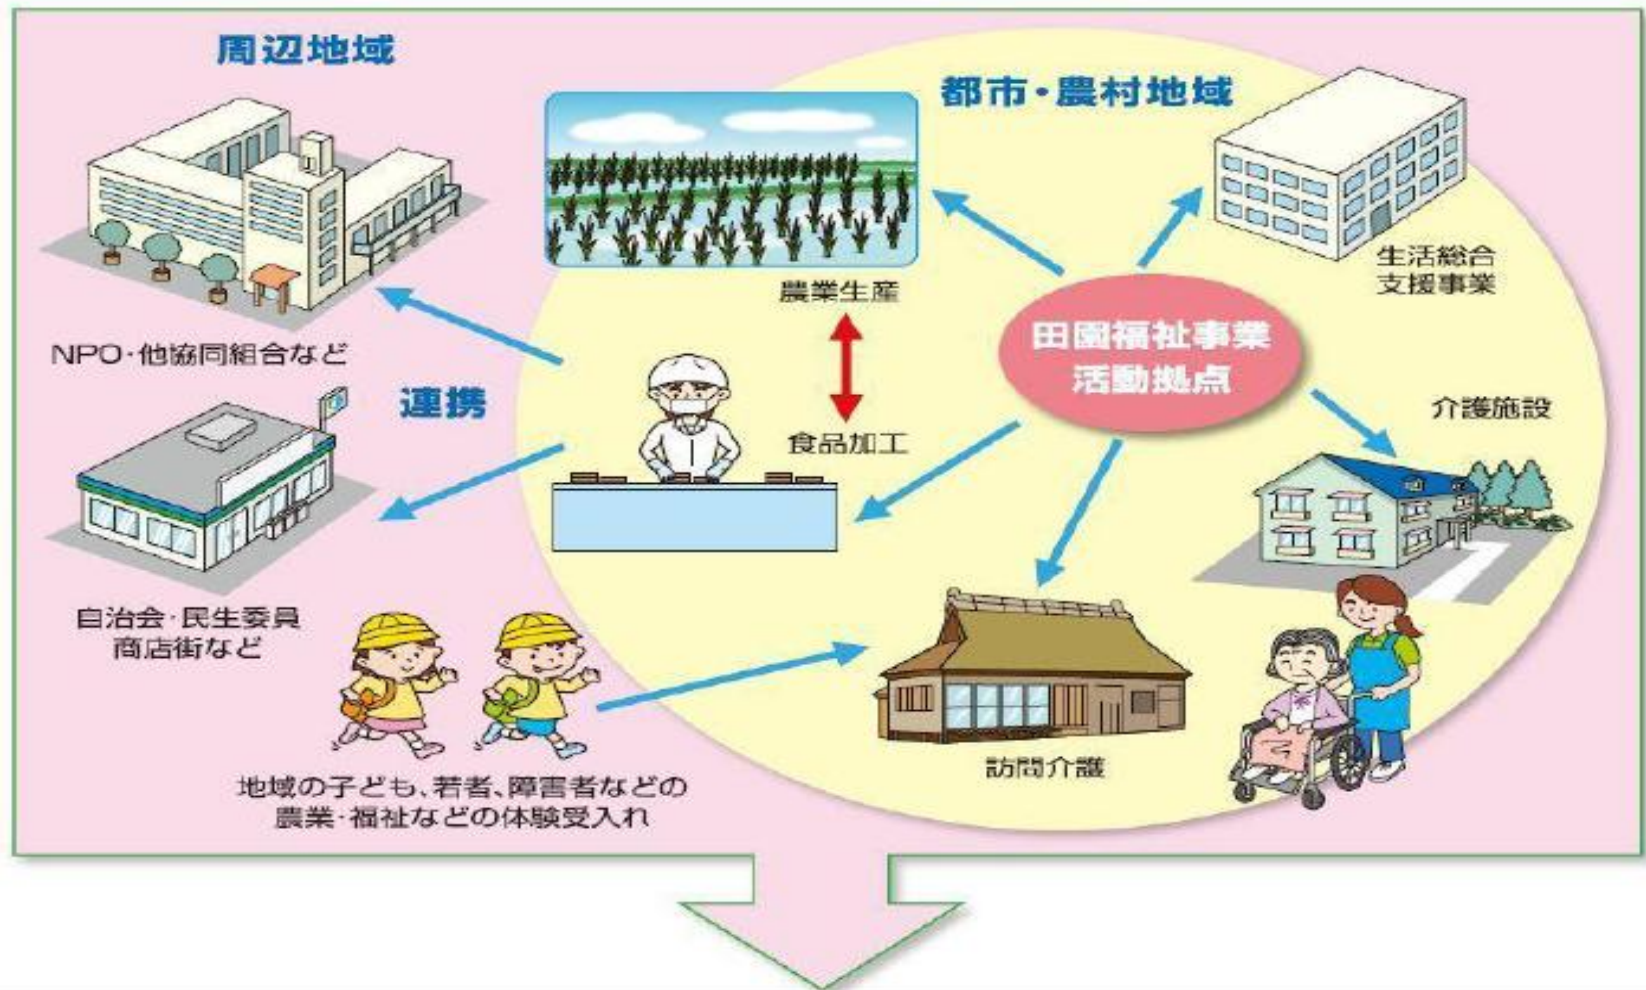 周辺地域
都市・農村地域
生活総合
支援事業
農業生産
田園福祉事業
活動拠点
NPO・他協同組合など
連携
食品加工
介護施設
自治会・民生委員
商店街など
訪問介護
地域の子ども、若者、障害者などの
農業・福祉などの体験受入れ